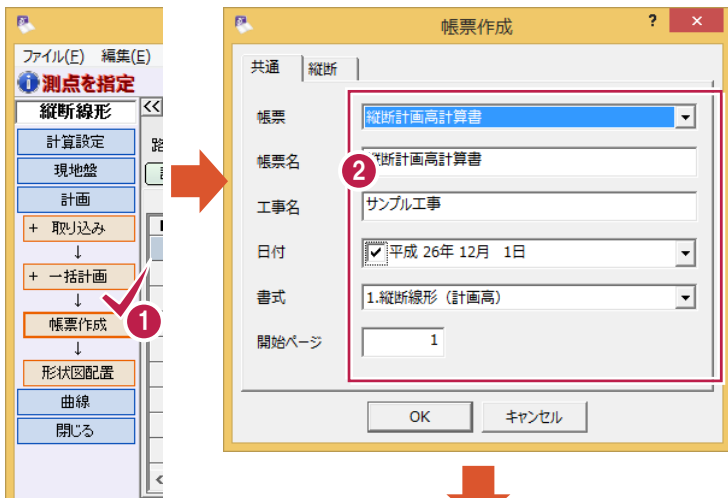 ファイル(F) 編集(E)
測点を指定
縦断線形
<<
計算設定
現地盤
計画
+ 取り込み
↓
+ 一括計画
↓
帳票作成
1
↓
形状図配置
曲線
閉じる
<
帳票作成
?
×
共通
縦断
帳票
縦断計画高計算書
帳票名
縦断計画高計算書
2
工事名
サンプル工事
日付
平成 26年 12月 1日
書式
1.縦断線形（計画高）
開始ページ
1
OK
キャンセル